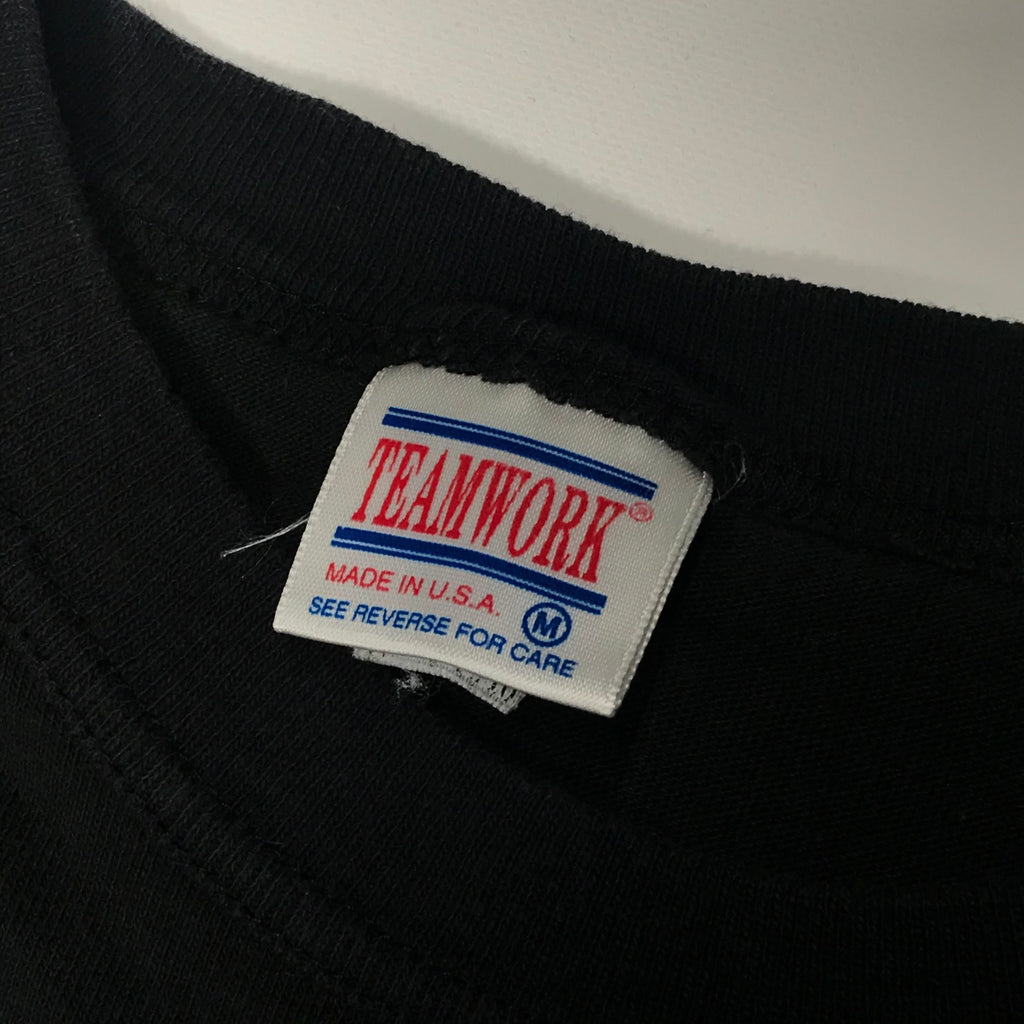 TEAMWORK®
MADE IN U.S.A.
M
SEE REVERSE FOR CARE